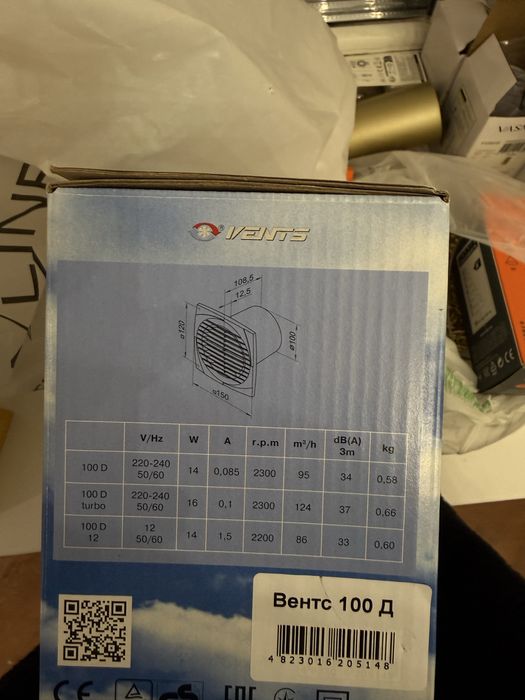 LINE
VENTS
108,5
12,5
ø120
ø100
ø150
V/Hz W A r.p.m m³/h dB(A) 3m kg
100 D 220-240 50/60 14 0,085 2300 95 34 0,58
100 D turbo 220-240 50/60 16 0,1 2300 124 37 0,66
100 D 12 12 50/60 14 1,5 2200 86 33 0,60
Вентс 100 Д
4823016205148
CE